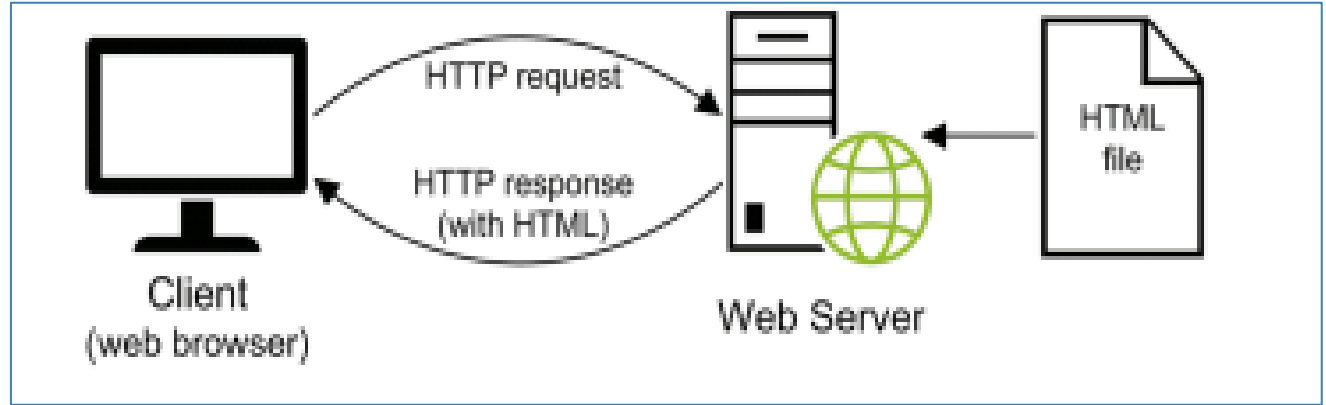 HTTP request
HTTP response
(with HTML)
HTML
file
Client
(web browser)
Web Server